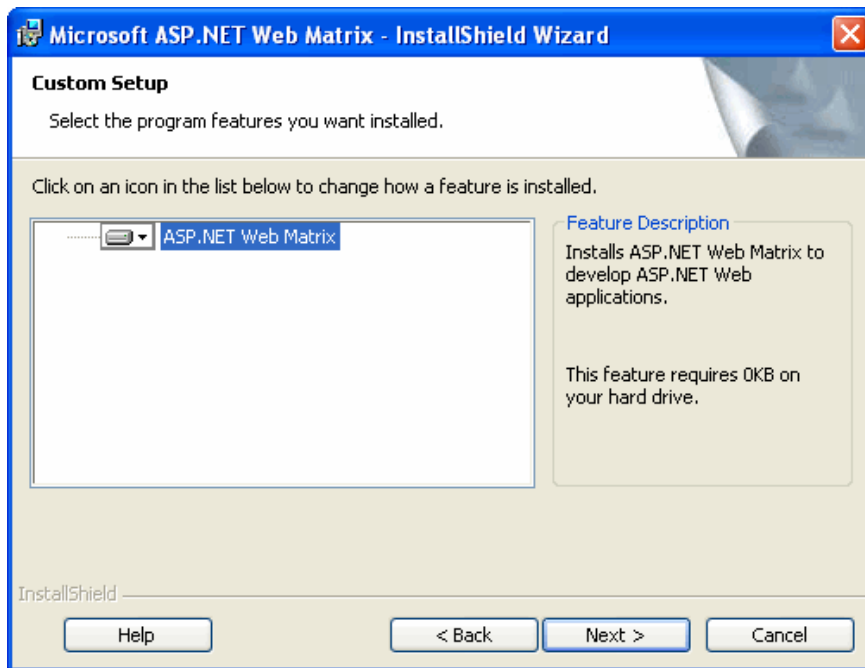 Microsoft ASP.NET Web Matrix - InstallShield Wizard
Custom Setup
Select the program features you want installed.
Click on an icon in the list below to change how a feature is installed.
ASP.NET Web Matrix
Feature Description
Installs ASP.NET Web Matrix to
develop ASP.NET Web
applications.
This feature requires 0KB on
your hard drive.
InstallShield
Help
< Back
Next >
Cancel